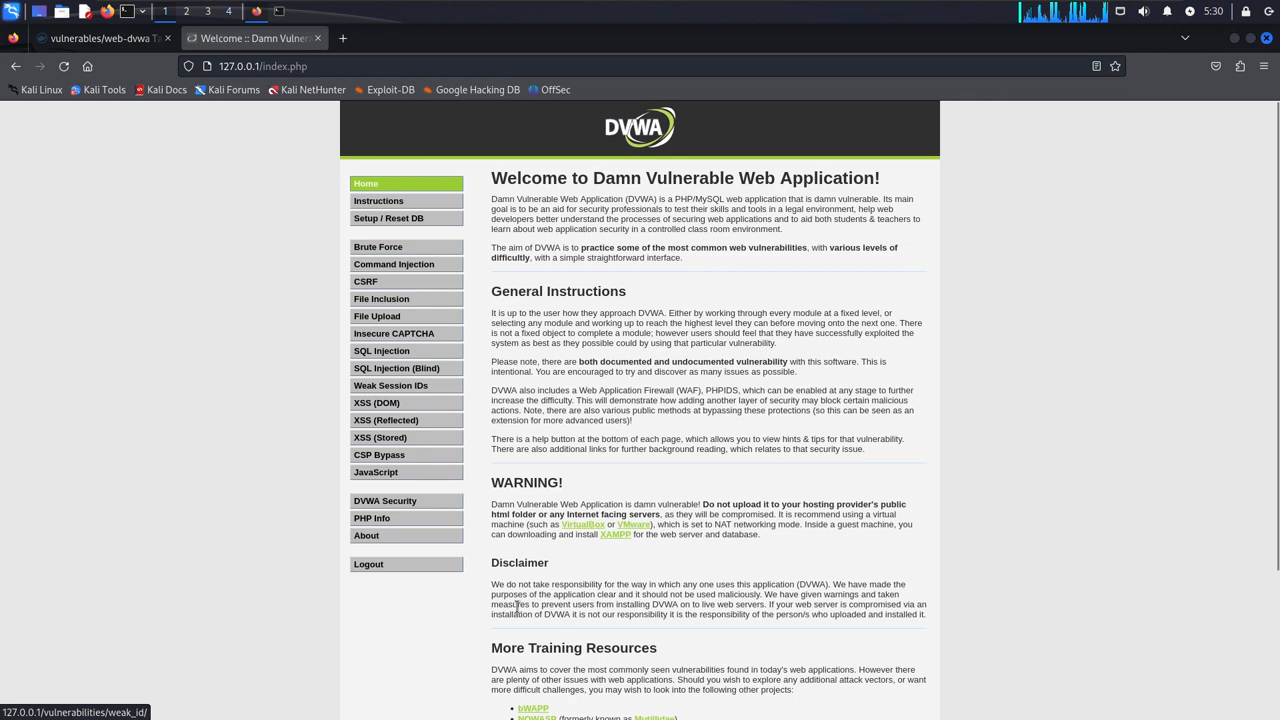 5:30
127.0.0.1/vulnerabilities/weak_id/
127.0.0.1/vulnerabilities/dvwa
Welcome :: Damn Vulner
127.0.0.1/index.php
Kali Linux
Kali Tools
Kali Docs
Kali Forums
Kali NetHunter
Exploit-DB
Google Hacking DB
OffSec
DVWA
Home
Instructions
Setup / Reset DB
Brute Force
Command Injection
CSRF
File Inclusion
File Upload
Insecure CAPTCHA
SQL Injection
SQL Injection (Blind)
Weak Session IDs
XSS (DOM)
XSS (Reflected)
XSS (Stored)
CSP Bypass
JavaScript
DVWA Security
PHP Info
About
Logout
Welcome to Damn Vulnerable Web Application!
Damn Vulnerable Web Application (DVWA) is a PHP/MySQL web application that is damn vulnerable. Its main
goal is to be an aid for security professionals to test their skills and tools in a legal environment, help web
developers better understand the processes of securing web applications and to aid both students & teachers to
learn about web application security in a controlled class room environment.
The aim of DVWA is to practice some of the most common web vulnerabilities, with various levels of
difficultly, with a simple straightforward interface.
General Instructions
It is up to the user how they approach DVWA. Either by working through every module at a fixed level, or
selecting any module and working up to reach the highest level they can before moving onto the next one. There
is not a fixed object to complete a module; however users should feel that they have successfully exploited the
system as best as they possible could by using that particular vulnerability.
Please note, there are both documented and undocumented vulnerability with this software. This is
intentional. You are encouraged to try and discover as many issues as possible.
DVWA also includes a Web Application Firewall (WAF), PHPIDS, which can be enabled at any stage to further
increase the difficulty. This will demonstrate how adding another layer of security may block certain malicious
actions. Note, there are also various public methods at bypassing these protections (so this can be seen as an
extension for more advanced users)!
There is a help button at the bottom of each page, which allows you to view hints & tips for that vulnerability.
There are also additional links for further background reading, which relates to that security issue.
WARNING!
Damn Vulnerable Web Application is damn vulnerable! Do not upload it to your hosting provider's public
html folder or any Internet facing servers, as they will be compromised. It is recommend using a virtual
machine (such as VirtualBox or VMware), which is set to NAT networking mode. Inside a guest machine, you
can downloading and install XAMPP for the web server and database.
Disclaimer
We do not take responsibility for the way in which any one uses this application (DVWA). We have made the
purposes of the application clear and it should not be used maliciously. We have given warnings and taken
measures to prevent users from installing DVWA on to live web servers. If your web server is compromised via an
installation of DVWA it is not our responsibility it is the responsibility of the person/s who uploaded and installed it.
More Training Resources
DVWA aims to cover the most commonly seen vulnerabilities found in today's web applications. However there
are plenty of other issues with web applications. Should you wish to explore any additional attack vectors, or want
more difficult challenges, you may wish to look into the following other projects:
bWAPP
NOWASP (formerly known as Mutillidae)